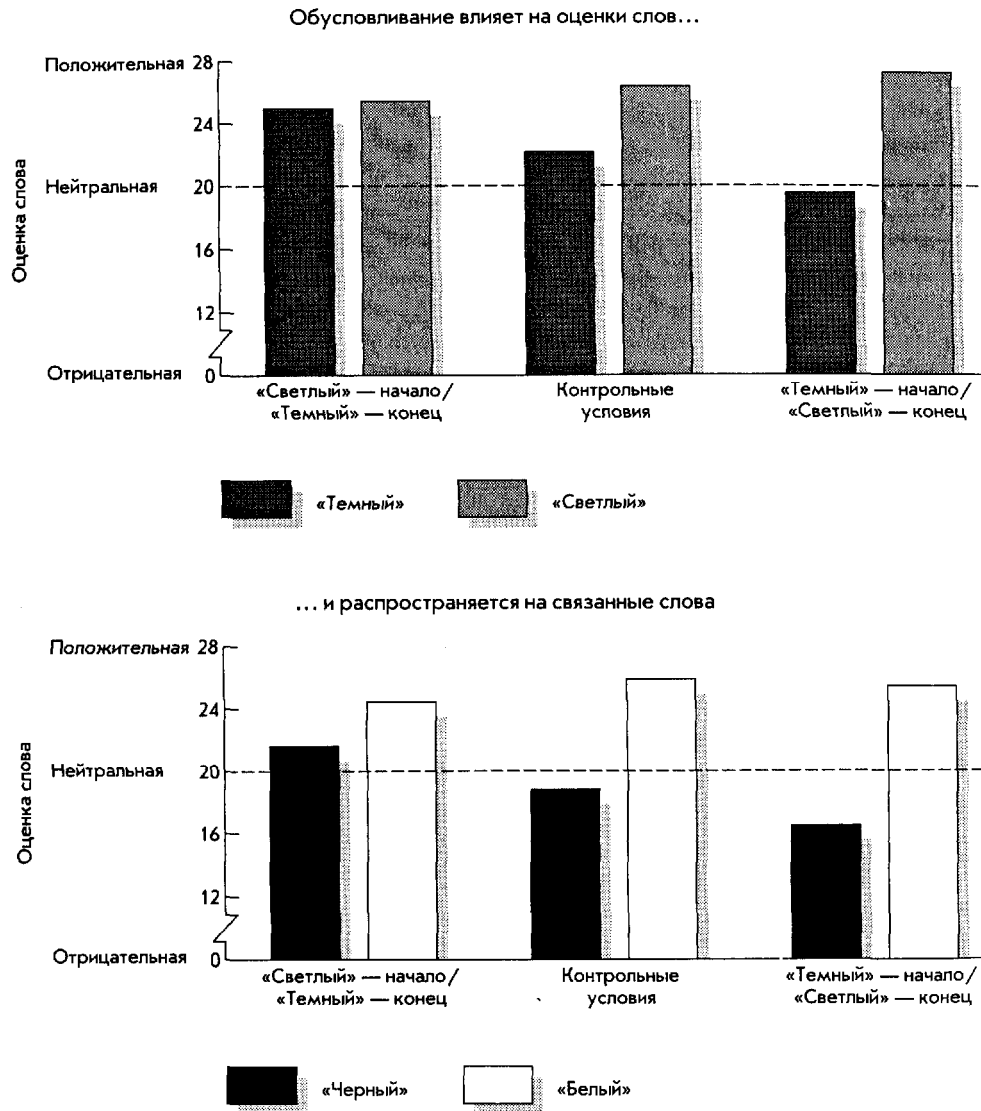 Обусловливание влияет на оценки слов...
Положительная 28
24
Нейтральная 20
16
12
Отрицательная 0
Оценка слова
«Светлый» — начало/ Контрольные «Темный» — начало/
«Темный» — конец условия «Светлый» — конец
«Темный» «Светлый»
... и распространяется на связанные слова
Положительная 28
24
Нейтральная 20
16
12
Отрицательная 0
Оценка слова
«Светлый» — начало/ Контрольные «Темный» — начало/
«Темный» — конец условия «Светлый» — конец
«Черный» «Белый»